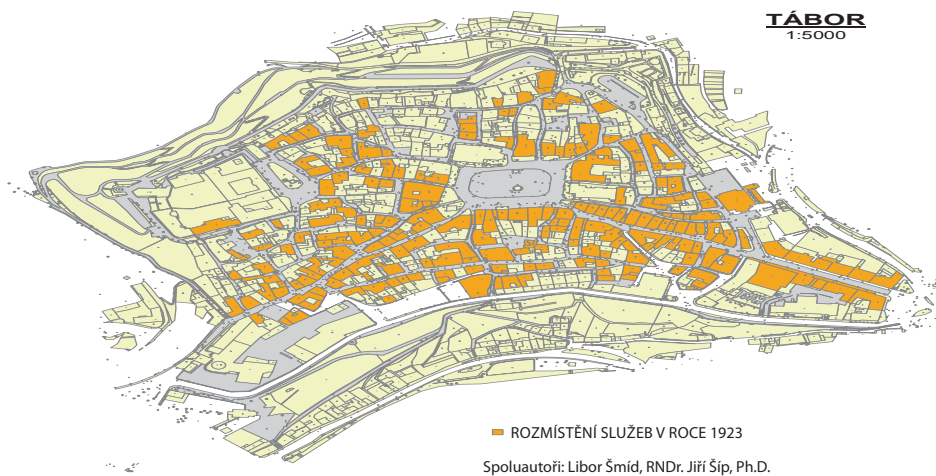 TÁBOR
1:5000
ROZMÍSTĚNÍ SLUŽEB V ROCE 1923
Spoluautoři: Libor Šmíd, RNDr. Jiří Šíp, Ph.D.